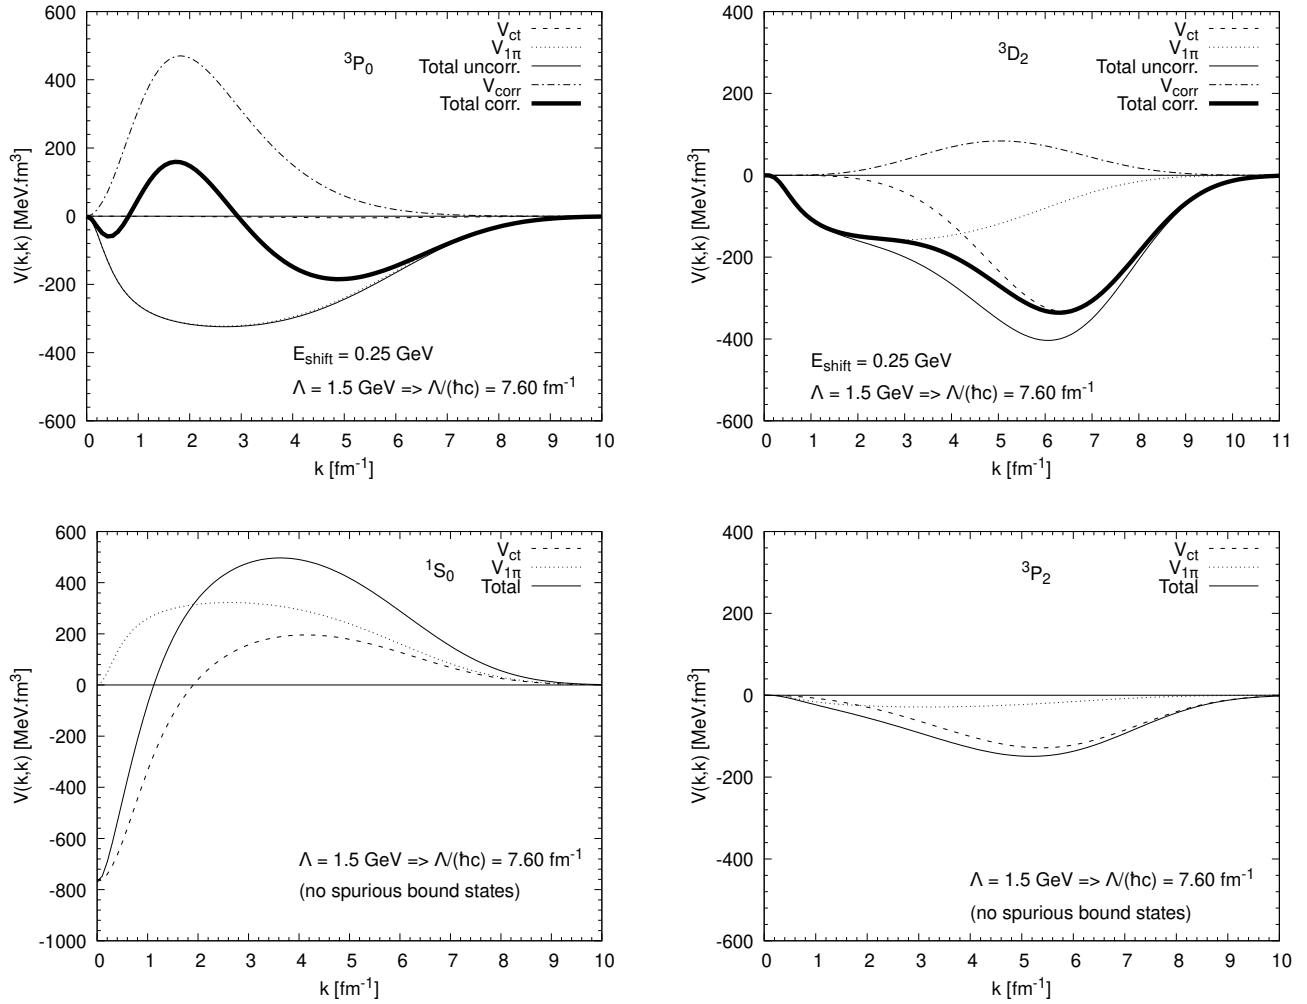 600
400
200
0
-200
-400
-600
V(k,k) [MeV.fm³]
³P₀
V_ct
V_1π
Total uncorr.
V_corr
Total corr.
E_shift = 0.25 GeV
Λ = 1.5 GeV => Λ/(ħc) = 7.60 fm⁻¹
0 1 2 3 4 5 6 7 8 9 10
k [fm⁻¹]
400
200
0
-200
-400
-600
V(k,k) [MeV.fm³]
³D₂
V_ct
V_1π
Total uncorr.
V_corr
Total corr.
E_shift = 0.25 GeV
Λ = 1.5 GeV => Λ/(ħc) = 7.60 fm⁻¹
0 1 2 3 4 5 6 7 8 9 10 11
k [fm⁻¹]
600
400
200
0
-200
-400
-600
-800
-1000
V(k,k) [MeV.fm³]
¹S₀
V_ct
V_1π
Total
Λ = 1.5 GeV => Λ/(ħc) = 7.60 fm⁻¹
(no spurious bound states)
0 1 2 3 4 5 6 7 8 9 10
k [fm⁻¹]
400
200
0
-200
-400
-600
V(k,k) [MeV.fm³]
³P₂
V_ct
V_1π
Total
Λ = 1.5 GeV => Λ/(ħc) = 7.60 fm⁻¹
(no spurious bound states)
0 1 2 3 4 5 6 7 8 9 10
k [fm⁻¹]